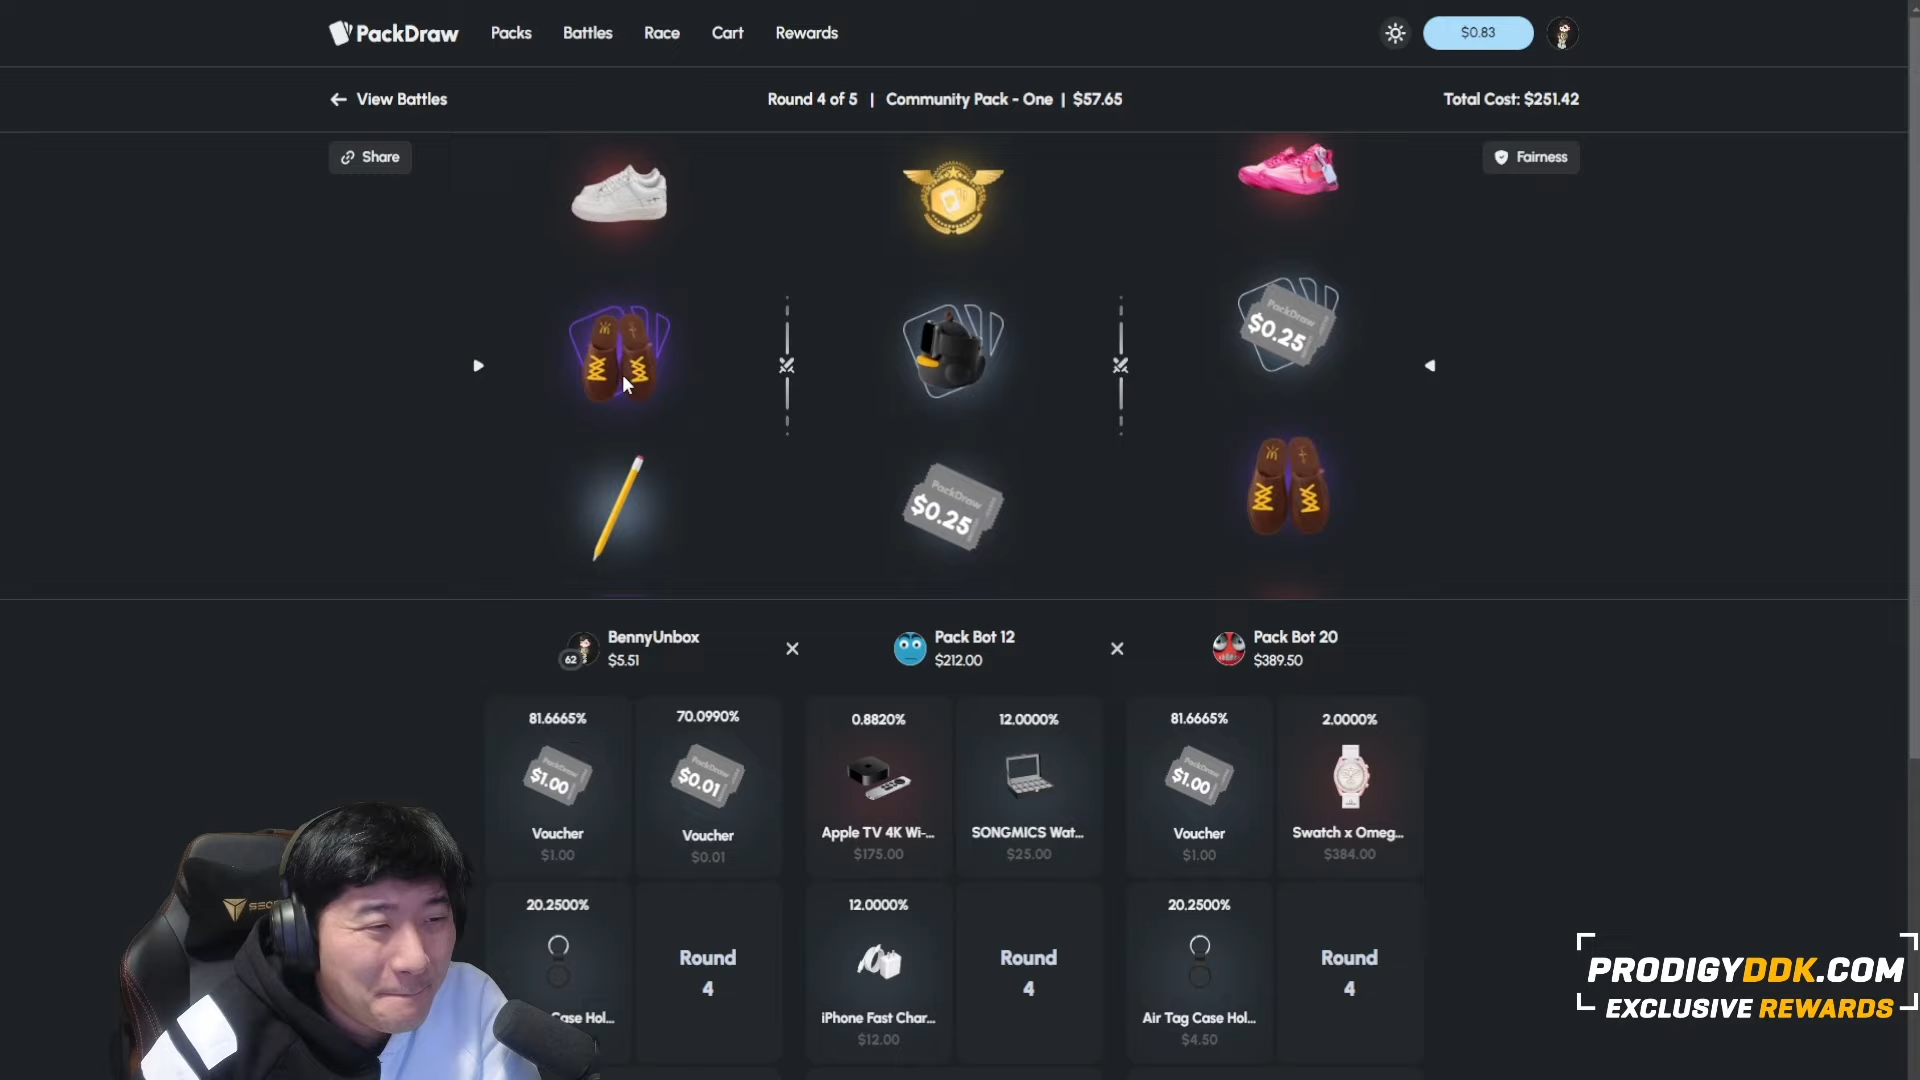 PackDraw
Packs
Battles
Race
Cart
Rewards
$0.83
View Battles
Round 4 of 5 | Community Pack - One | $57.65
Total Cost: $251.42
Share
Fairness
PackDraw
$0.25
PackDraw
$0.25
BennyUnbox
62
$5.51
Pack Bot 12
$212.00
Pack Bot 20
$389.50
81.6665%
$1.00
Voucher
$1.00
70.0990%
$0.01
Voucher
$0.01
0.8820%
Apple TV 4K Wi-...
$175.00
12.0000%
SONGMICS Wat...
$25.00
81.6665%
$1.00
Voucher
$1.00
2.0000%
Swatch x Omeg...
$384.00
20.2500%
Case Hol...
Round
4
12.0000%
iPhone Fast Char...
$12.00
Round
4
20.2500%
Air Tag Case Hol...
$4.50
Round
4
PRODIGYDDK.COM
EXCLUSIVE REWARDS